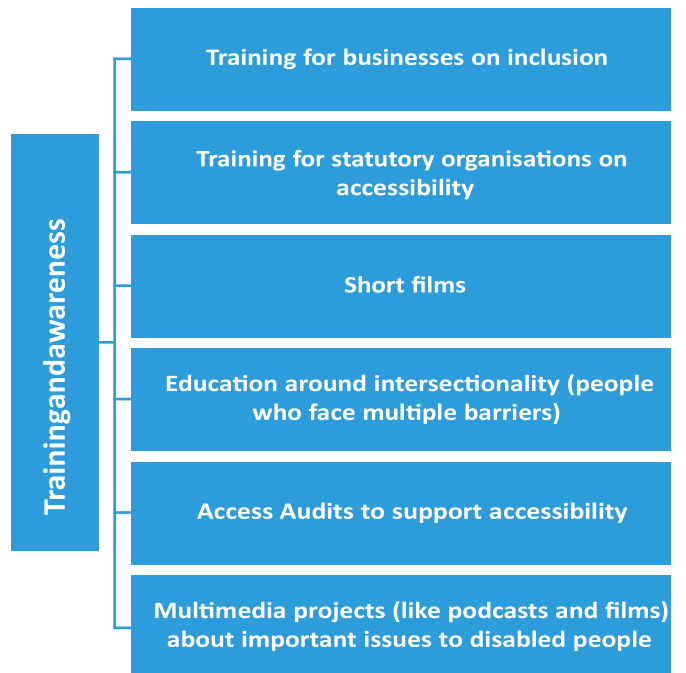 Trainingandawareness
Training for businesses on inclusion
Training for statutory organisations on
accessibility
Short films
Education around intersectionality (people
who face multiple barriers)
Access Audits to support accessibility
Multimedia projects (like podcasts and films)
about important issues to disabled people